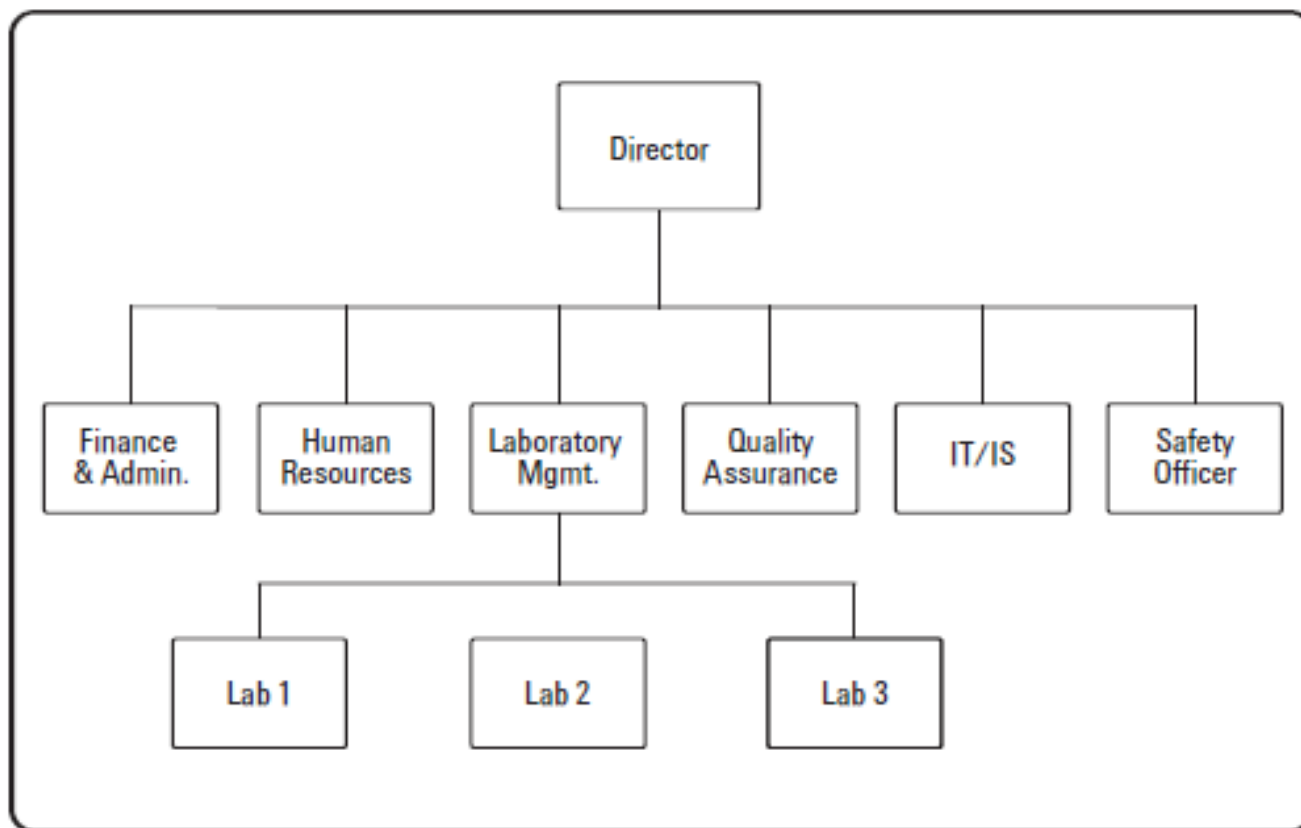 Director
Finance
& Admin.
Human
Resources
Laboratory
Mgmt.
Quality
Assurance
IT/IS
Safety
Officer
Lab 1
Lab 2
Lab 3